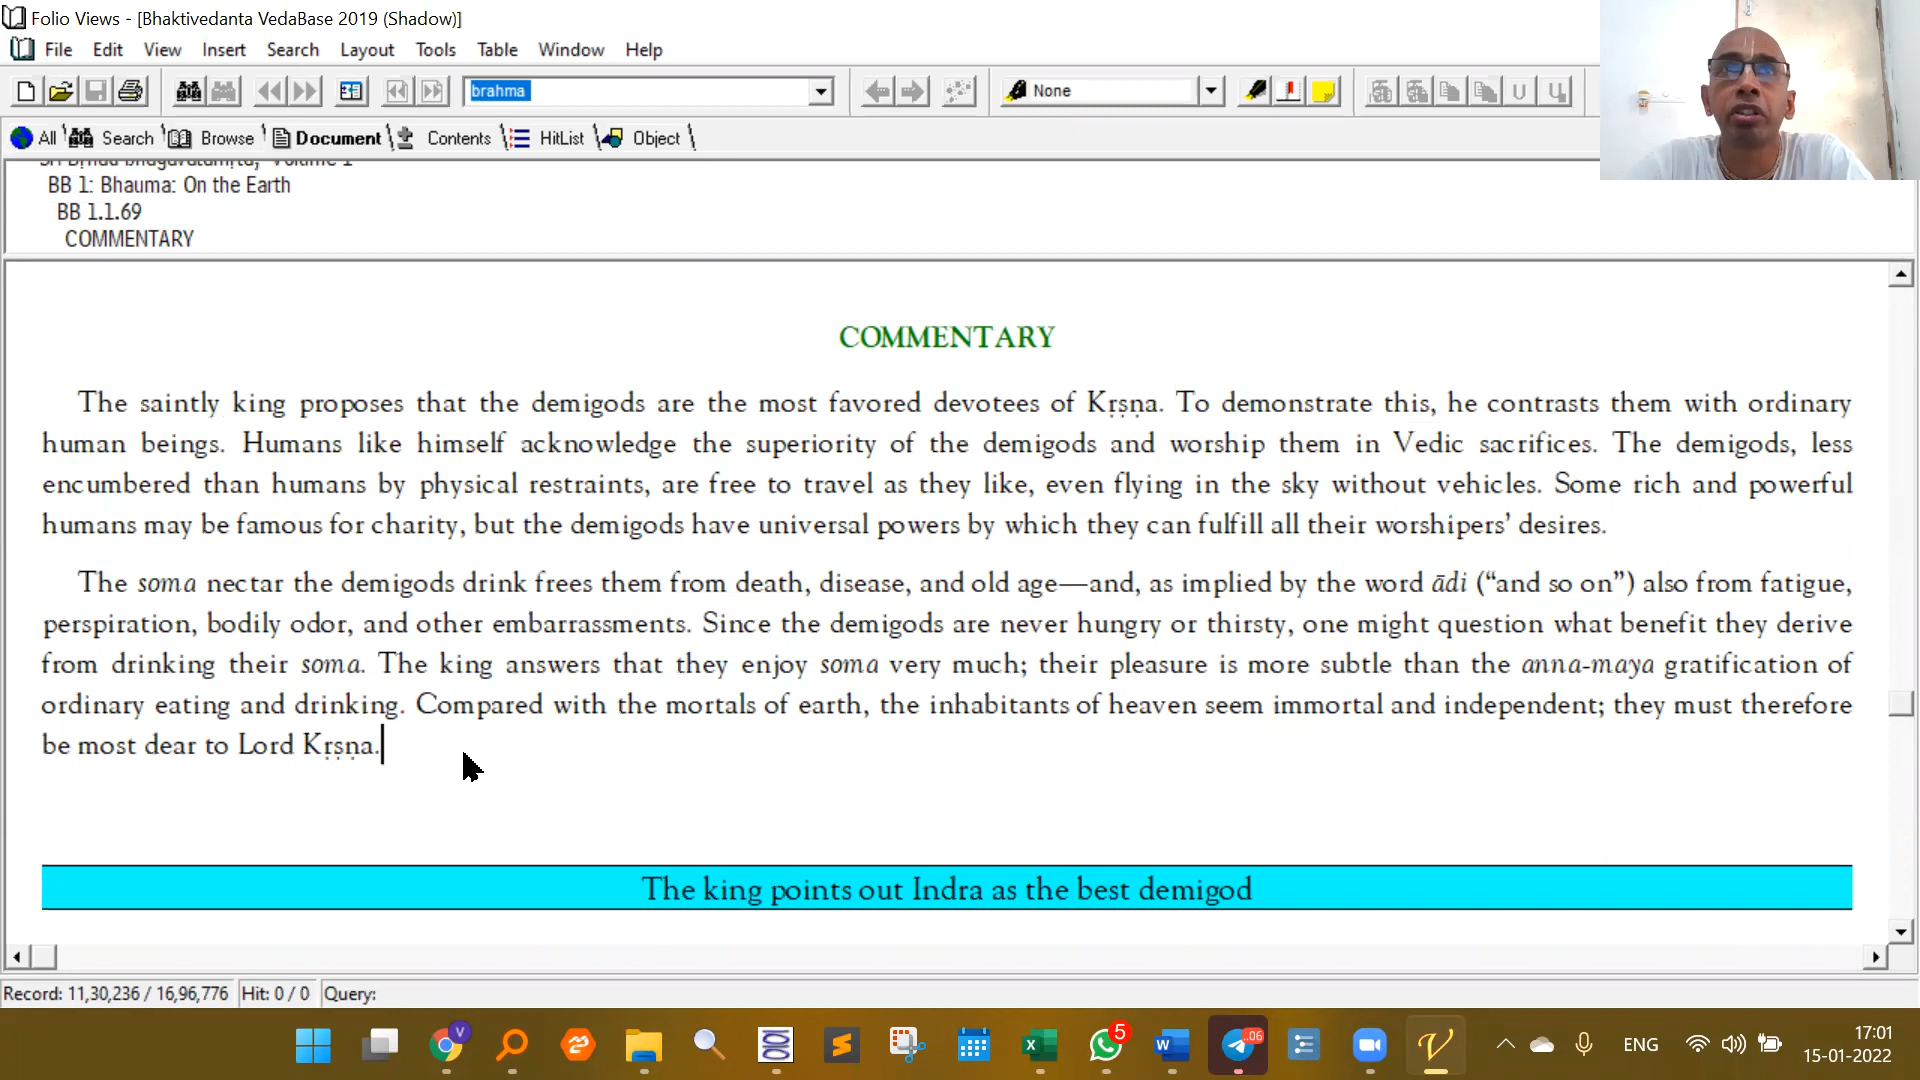 Folio Views - [Bhaktivedanta VedaBase 2019 (Shadow)]
File Edit View Insert Search Layout Tools Table Window Help
brahma
None
All Search Browse Document Contents HitList Object
BB 1: Bhauma: On the Earth
BB 1.1.69
COMMENTARY
COMMENTARY
The saintly king proposes that the demigods are the most favored devotees of Kṛṣṇa. To demonstrate this, he contrasts them with ordinary
human beings. Humans like himself acknowledge the superiority of the demigods and worship them in Vedic sacrifices. The demigods, less
encumbered than humans by physical restraints, are free to travel as they like, even flying in the sky without vehicles. Some rich and powerful
humans may be famous for charity, but the demigods have universal powers by which they can fulfill all their worshipers’ desires.
The soma nectar the demigods drink frees them from death, disease, and old age—and, as implied by the word ādi (“and so on”) also from fatigue,
perspiration, bodily odor, and other embarrassments. Since the demigods are never hungry or thirsty, one might question what benefit they derive
from drinking their soma. The king answers that they enjoy soma very much; their pleasure is more subtle than the anna-maya gratification of
ordinary eating and drinking. Compared with the mortals of earth, the inhabitants of heaven seem immortal and independent; they must therefore
be most dear to Lord Kṛṣṇa.
The king points out Indra as the best demigod
Record: 11,30,236 / 16,96,776 Hit: 0 / 0 Query:
V
5
.06
ENG
17:01
15-01-2022